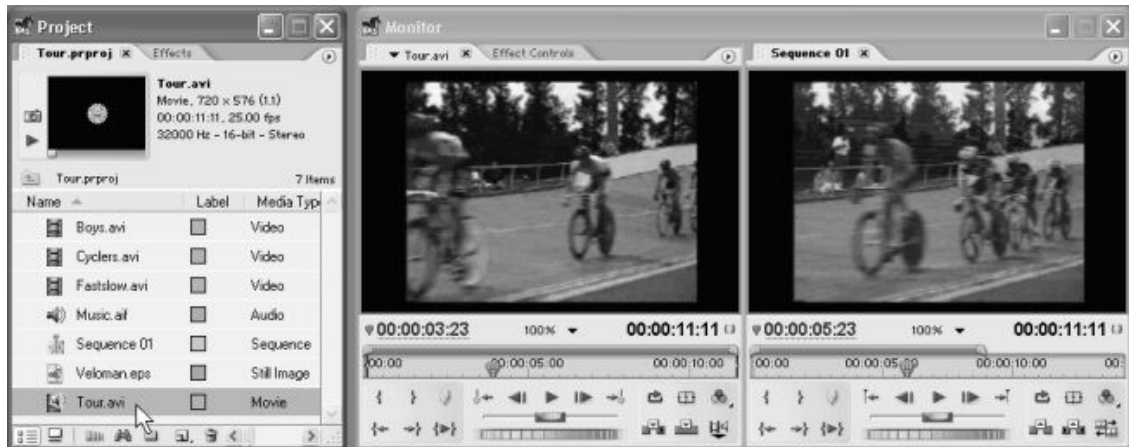 Project
Tour.prproj Effects
Tour.avi
Movie, 720 x 576 (1.1)
00:00:11:11, 25.00 fps
32000 Hz - 16-bit - Stereo
Tour.prproj 7 Items
Name Label Media Typ
Boys.avi Video
Cyclers.avi Video
Fastslow.avi Video
Music.aif Audio
Sequence 01 Sequence
Veloman.eps Still Image
Tour.avi Movie
Monitor
Tour.avi Effect Controls
00:00:03:23 100% 00:00:11:11
00:00 00:00:05:00 00:00:10:00
Sequence 01
00:00:05:23 100% 00:00:11:11
00:00 00:00:05:00 00:00:10:00 00: